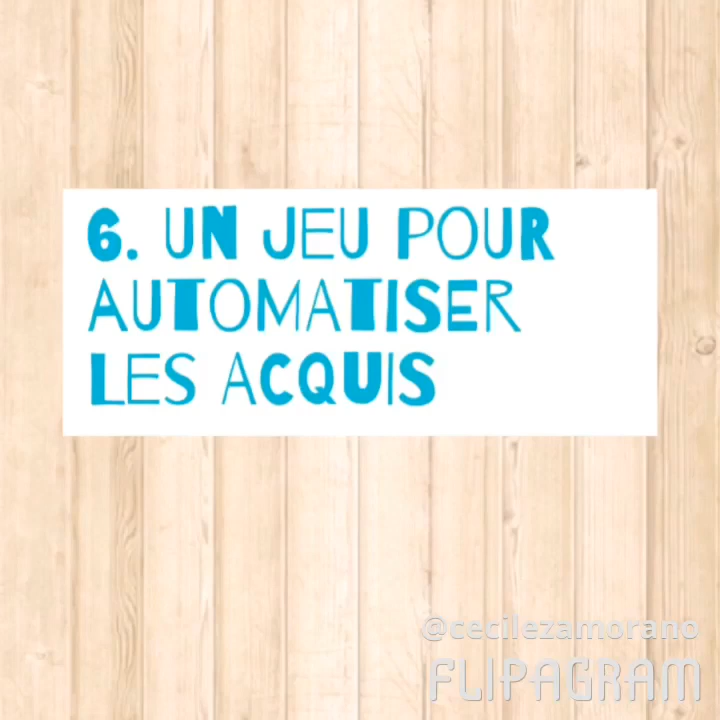 6. UN JEU POUR
AUTOMATISER
LES ACQUIS
@cecilezamorano
FLIPAGRAM